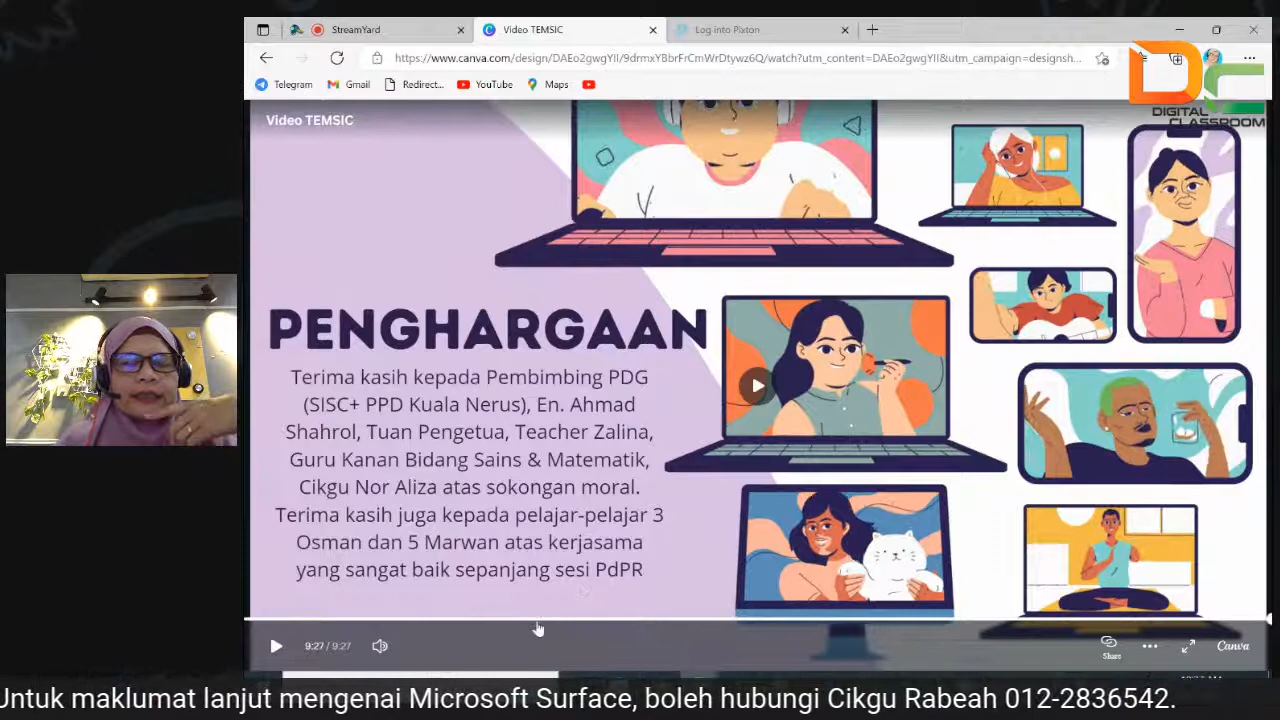 StreamYard
Video TEMSIC
Log into Pixton
https://www.canva.com/design/DAEo2gwgYlI/9drmxYBbrFrCmWrDtywz6Q/watch?utm_content=DAEo2gwgYlI&utm_campaign=designsh...
Telegram
Gmail
Redirect...
YouTube
Maps
DC
DIGITAL
CLASSROOM
Video TEMSIC
PENGHARGAAN
Terima kasih kepada Pembimbing PDG
(SISC+ PPD Kuala Nerus), En. Ahmad
Shahrol, Tuan Pengetua, Teacher Zalina,
Guru Kanan Bidang Sains & Matematik,
Cikgu Nor Aliza atas sokongan moral.
Terima kasih juga kepada pelajar-pelajar 3
Osman dan 5 Marwan atas kerjasama
yang sangat baik sepanjang sesi PdPR
9:27 / 9:27
Share
Canva
Untuk maklumat lanjut mengenai Microsoft Surface, boleh hubungi Cikgu Rabeah 012-2836542.